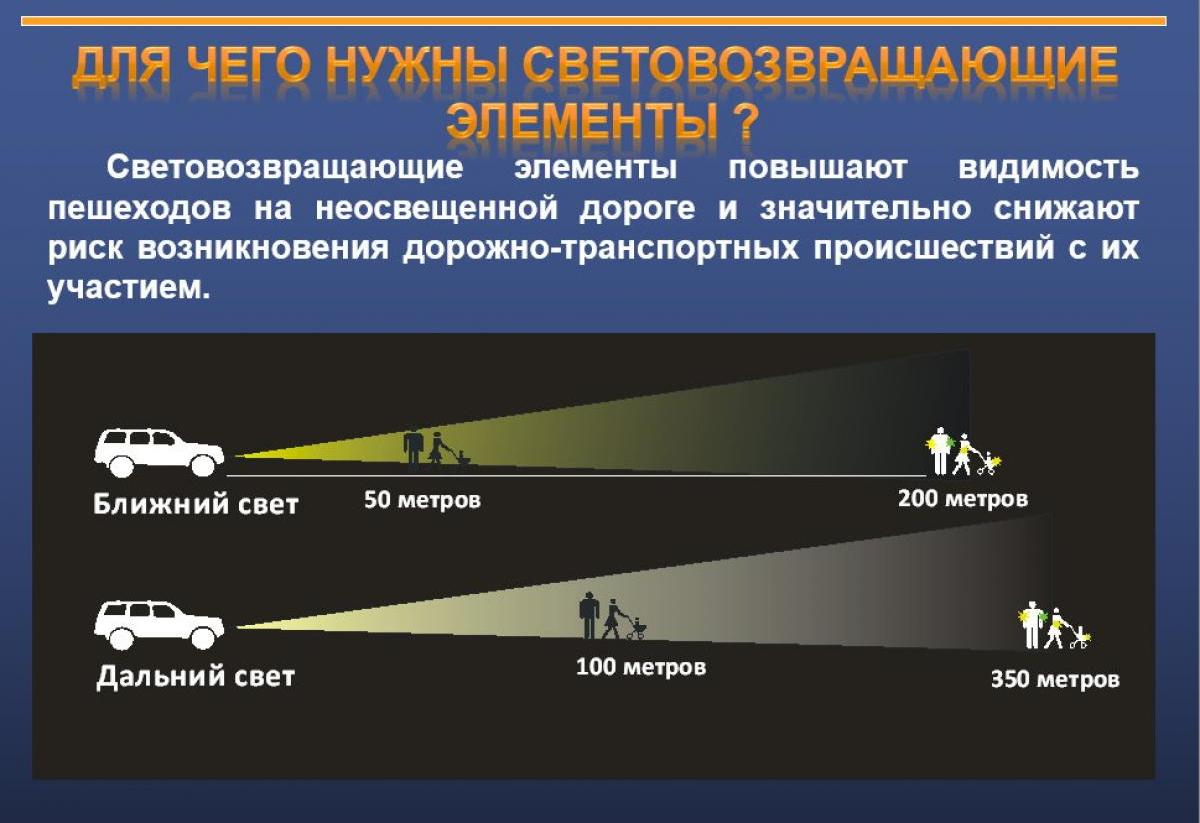 ДЛЯ ЧЕГО НУЖНЫ СВЕТОВОЗВРАЩАЮЩИЕ
ЭЛЕМЕНТЫ ?
Световозвращающие элементы повышают видимость
пешеходов на неосвещенной дороге и значительно снижают
риск возникновения дорожно-транспортных происшествий с их
участием.
Ближний свет
50 метров
200 метров
Дальний свет
100 метров
350 метров